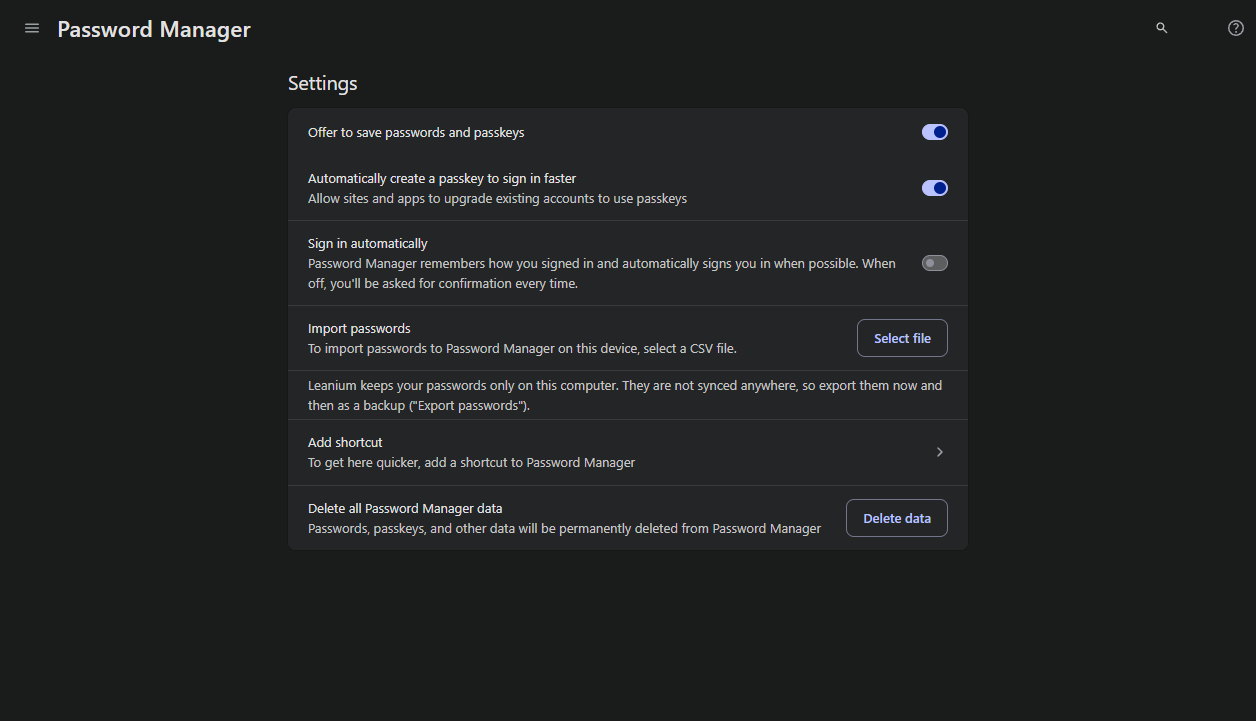 Password Manager
Settings
Offer to save passwords and passkeys
Automatically create a passkey to sign in faster
Allow sites and apps to upgrade existing accounts to use passkeys
Sign in automatically
Password Manager remembers how you signed in and automatically signs you in when possible. When
off, you'll be asked for confirmation every time.
Import passwords
To import passwords to Password Manager on this device, select a CSV file.
Select file
Leanium keeps your passwords only on this computer. They are not synced anywhere, so export them now and
then as a backup ("Export passwords").
Add shortcut
To get here quicker, add a shortcut to Password Manager
Delete all Password Manager data
Passwords, passkeys, and other data will be permanently deleted from Password Manager
Delete data